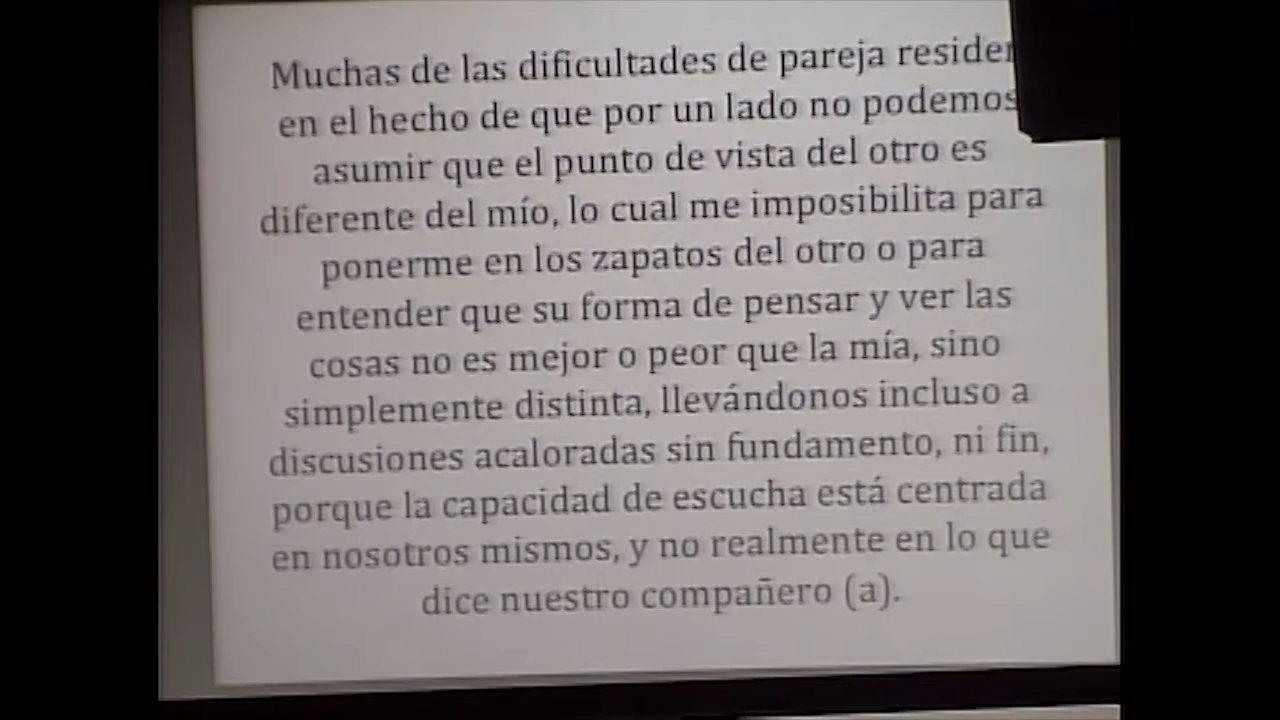 Muchas de las dificultades de pareja residen
en el hecho de que por un lado no podemos
asumir que el punto de vista del otro es
diferente del mío, lo cual me imposibilita para
ponerme en los zapatos del otro o para
entender que su forma de pensar y ver las
cosas no es mejor o peor que la mía, sino
simplemente distinta, llevándonos incluso a
discusiones acaloradas sin fundamento, ni fin,
porque la capacidad de escucha está centrada
en nosotros mismos, y no realmente en lo que
dice nuestro compañero (a).